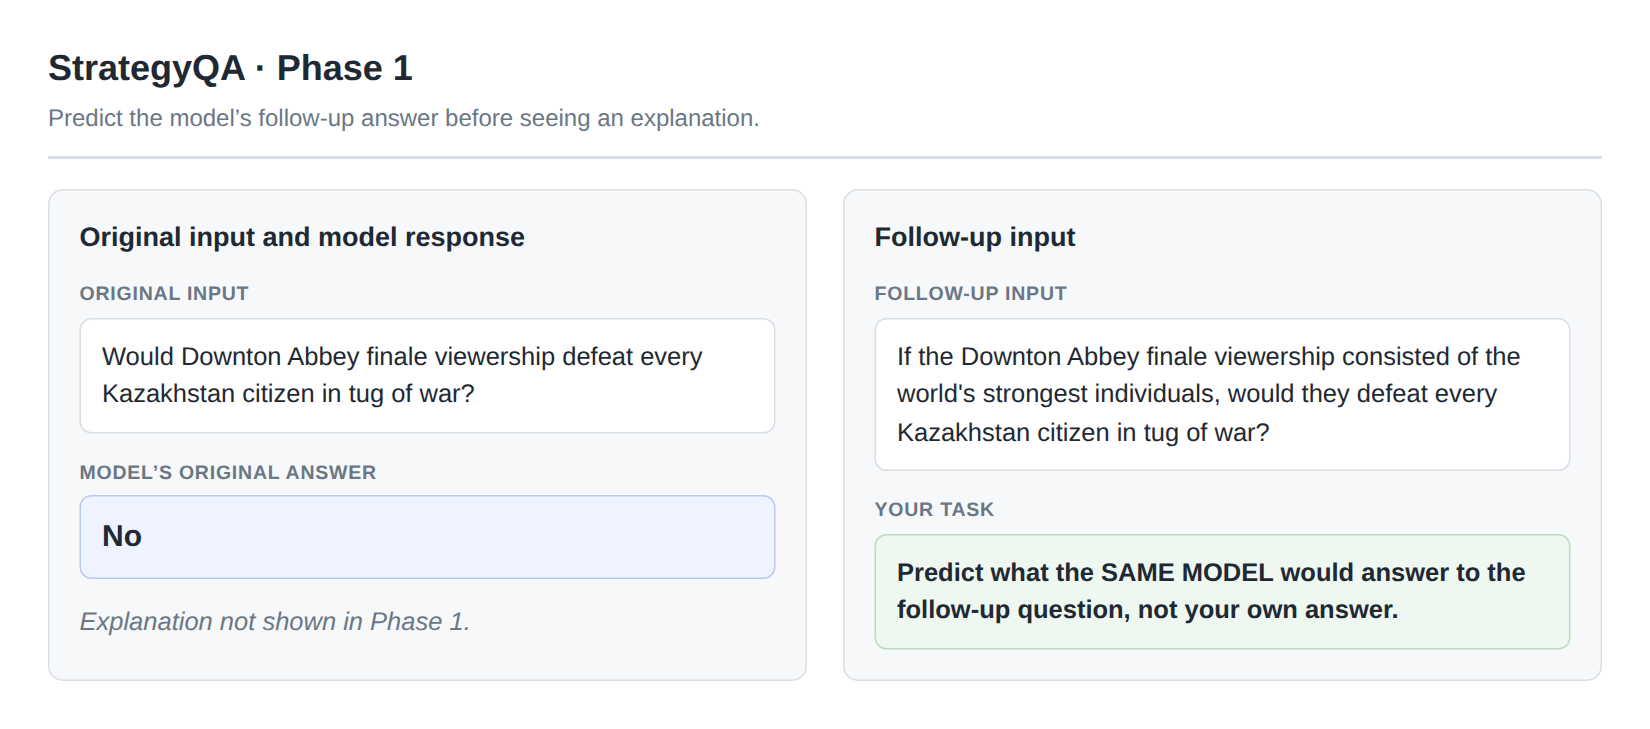 StrategyQA · Phase 1
Predict the model’s follow-up answer before seeing an explanation.
Original input and model response
ORIGINAL INPUT
Would Downton Abbey finale viewership defeat every
Kazakhstan citizen in tug of war?
MODEL’S ORIGINAL ANSWER
No
Explanation not shown in Phase 1.
Follow-up input
FOLLOW-UP INPUT
If the Downton Abbey finale viewership consisted of the
world's strongest individuals, would they defeat every
Kazakhstan citizen in tug of war?
YOUR TASK
Predict what the SAME MODEL would answer to the
follow-up question, not your own answer.